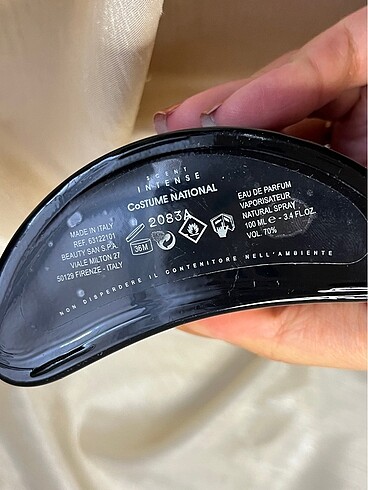 SCENT
INTENSE
CoSTUME NATIONAL
2083A
MADE IN ITALY
REF. 63122101
BEAUTY SAN S.P.A.
VIALE MILTON 27
50129 FIRENZE - ITALY
36M
EAU DE PARFUM
VAPORISATEUR
NATURAL SPRAY
100 ML e - 3.4 FL.OZ.
VOL. 70%
NON DISPERDERE IL CONTENITORE NELL'AMBIENTE